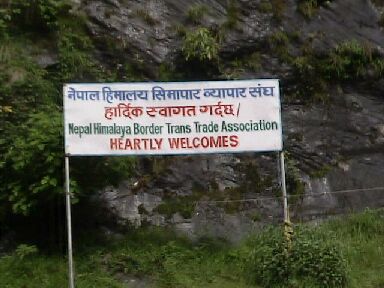 नेपाल हिमालय सिमापार व्यापार संघ
हार्दिक स्वागत गर्दछ/
Nepal Himalaya Border Trans Trade Association
HEARTLY WELCOMES